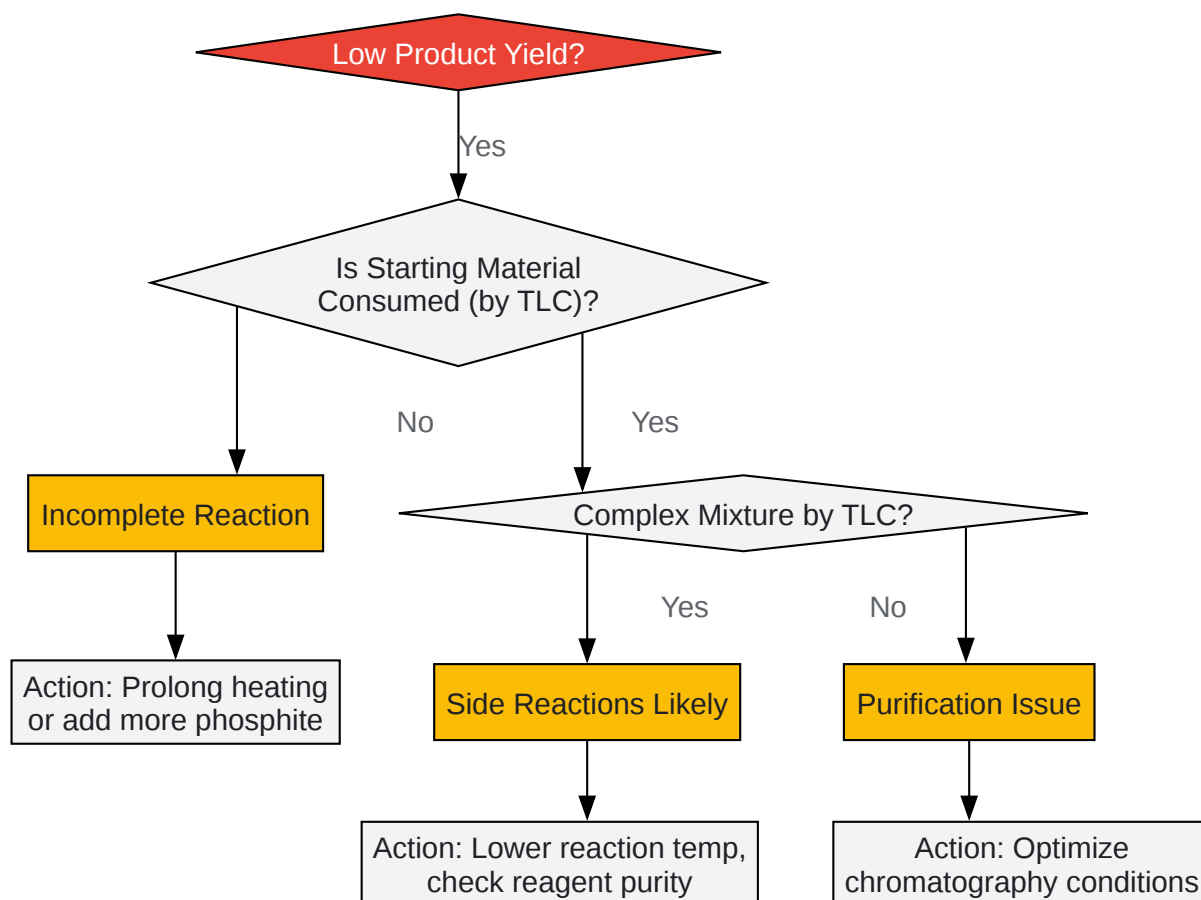 Low Product Yield?
Yes
Is Starting Material
Consumed (by TLC)?
No
Yes
Incomplete Reaction
Complex Mixture by TLC?
Yes
No
Action: Prolong heating
or add more phosphite
Side Reactions Likely
Purification Issue
Action: Lower reaction temp,
check reagent purity
Action: Optimize
chromatography conditions